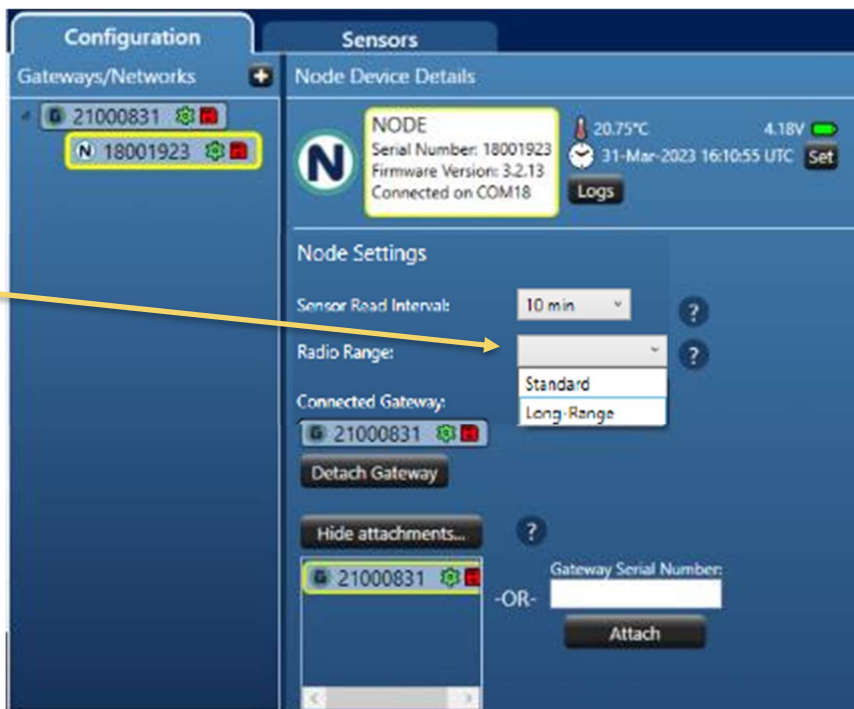 Configuration
Sensors
Gateways/Networks
Node Device Details
G 21000831
N 18001923
N
NODE
Serial Number: 18001923
Firmware Version: 3.2.13
Connected on COM18
20.75°C
4.18V
31-Mar-2023 16:10:55 UTC
Set
Logs
Node Settings
Sensor Read Interval:
10 min
?
Radio Range:
?
Standard
Long-Range
Connected Gateway:
G 21000831
Detach Gateway
Hide attachments...
?
G 21000831
-OR-
Gateway Serial Number:
Attach